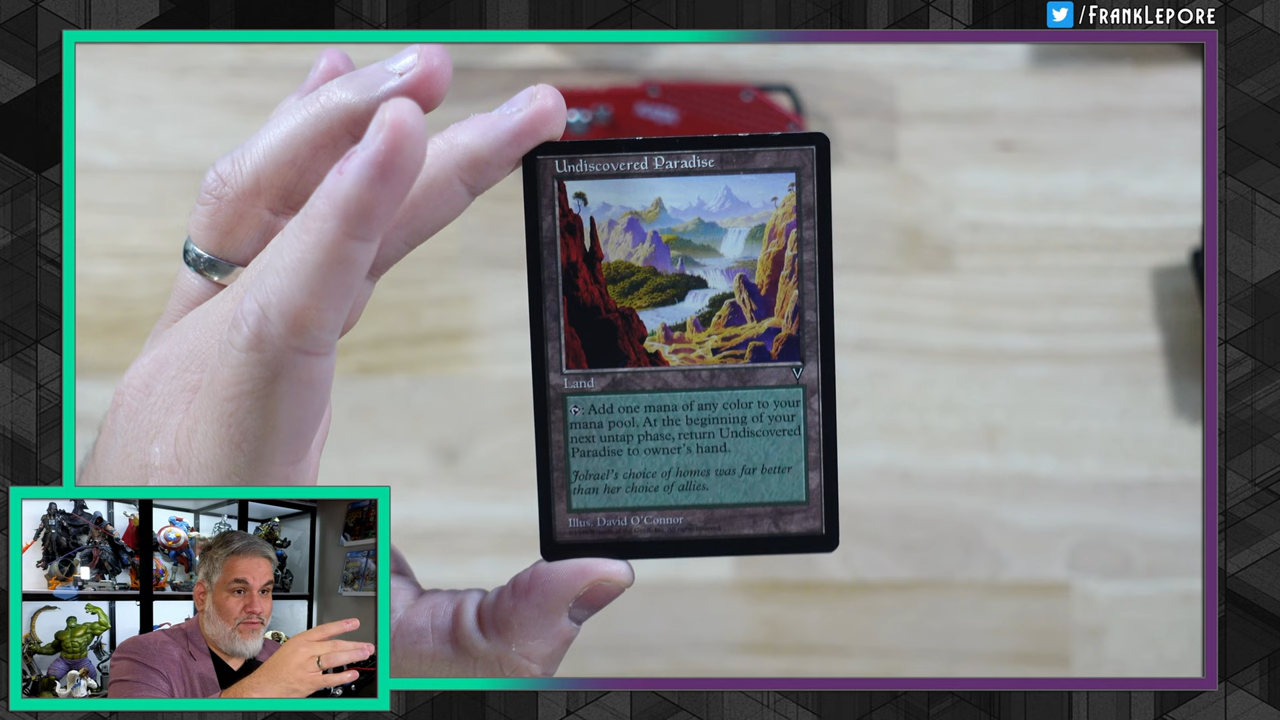 /FrankLepore
Undiscovered Paradise
Land
: Add one mana of any color to your
mana pool. At the beginning of your
next untap phase, return Undiscovered
Paradise to owner's hand.
Jolrael's choice of homes was far better
than her choice of allies.
Illus. David O'Connor